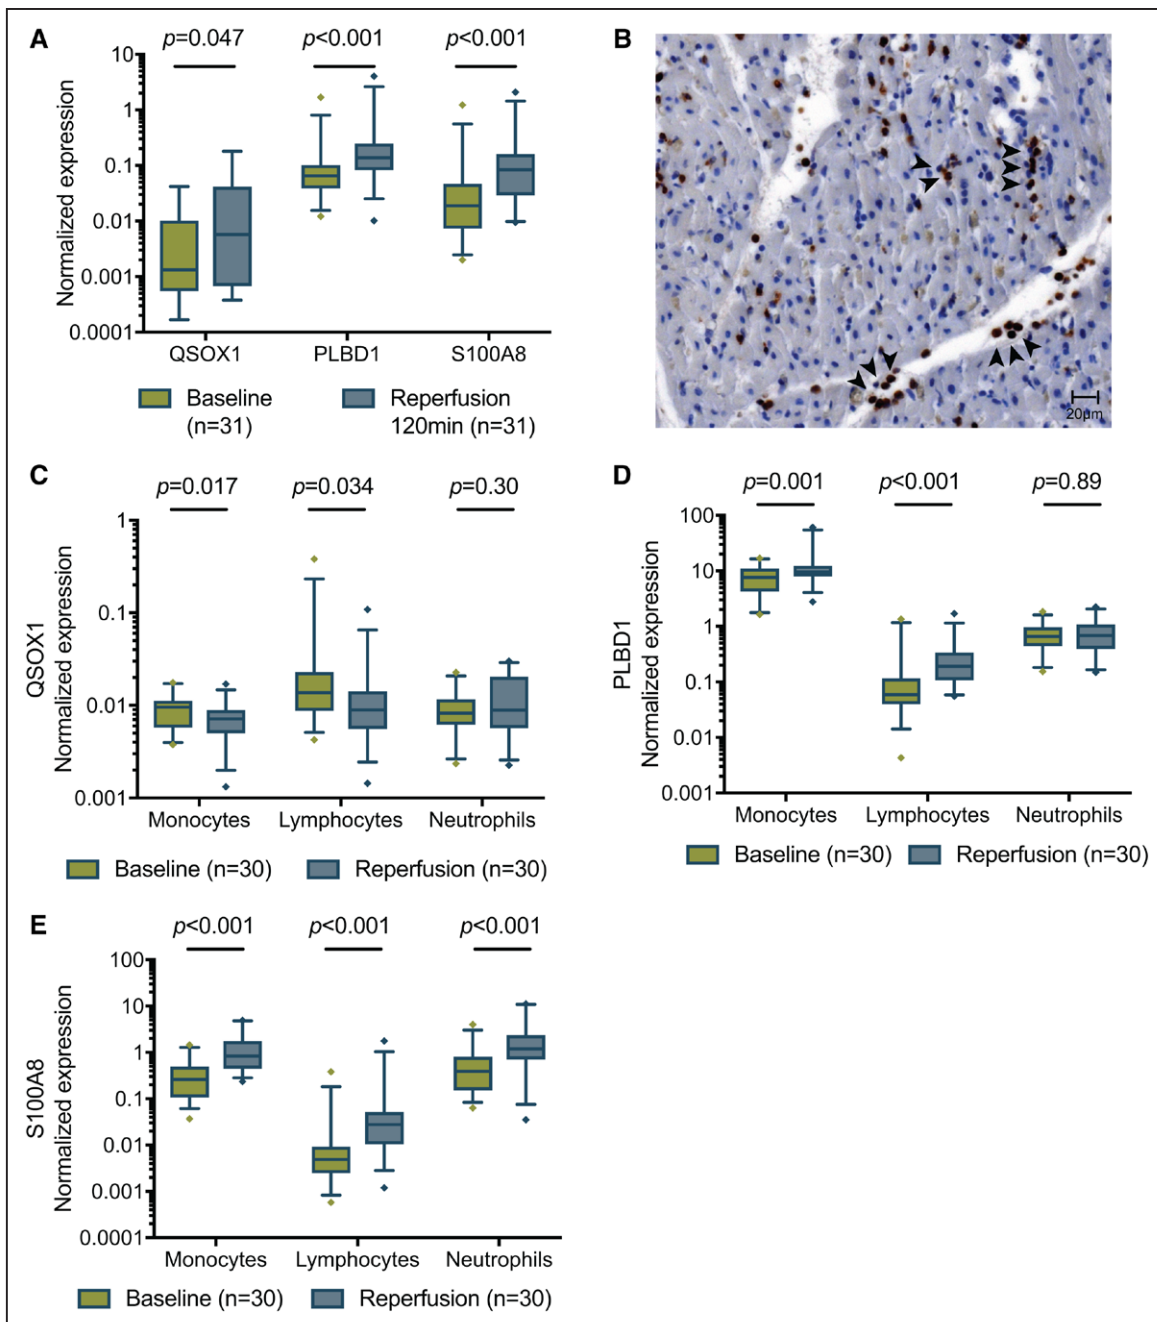 A
p=0.047 p<0.001 p<0.001
Normalized expression
10
1
0.1
0.01
0.001
0.0001
QSOX1 PLBD1 S100A8
Baseline (n=31)
Reperfusion 120min (n=31)
B
20μm
C
p=0.017 p=0.034 p=0.30
QSOX1
Normalized expression
1
0.1
0.01
0.001
Monocytes Lymphocytes Neutrophils
Baseline (n=30) Reperfusion (n=30)
D
p=0.001 p<0.001 p=0.89
PLBD1
Normalized expression
100
10
1
0.1
0.01
0.001
Monocytes Lymphocytes Neutrophils
Baseline (n=30) Reperfusion (n=30)
E
p<0.001 p<0.001 p<0.001
S100A8
Normalized expression
100
10
1
0.1
0.01
0.001
0.0001
Monocytes Lymphocytes Neutrophils
Baseline (n=30) Reperfusion (n=30)